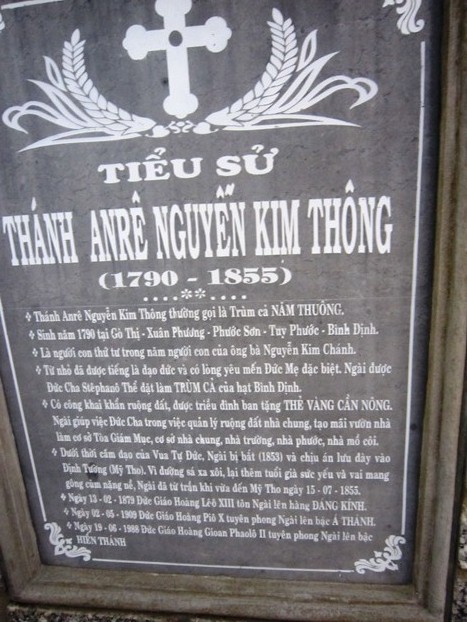 TIỂU SỬ
THÁNH ANRÊ NGUYỄN KIM THÔNG
(1790 - 1855)
....**....
Thánh Anrê Nguyễn Kim Thông thường gọi là Trùm cả NĂM THUÔNG.
Sinh năm 1790 tại Gò Thị - Xuân Phương - Phước Sơn - Tuy Phước - Bình Định.
Là người con thứ tư trong năm người con của ông bà Nguyễn Kim Chánh.
Từ nhỏ đã được tiếng là đạo đức và có lòng yêu mến Đức Mẹ đặc biệt. Ngài được
Đức Cha Stêphanô Thể đặt làm TRÙM CẢ của hạt Bình Định.
Có công khai khẩn ruộng đất, được triều đình ban tặng THẺ VÀNG CẦN NÔNG.
Ngài giúp việc Đức Cha trong việc quản lý ruộng đất nhà chung, tạo mãi vườn nhà
làm cơ sở Tòa Giám Mục, cơ sở nhà chung, nhà trường, nhà phước, nhà mồ côi.
Dưới thời cấm đạo của Vua Tự Đức, Ngài bị bắt (1853) và chịu án lưu đày vào
Định Tường (Mỹ Tho). Vì đường sá xa xôi, lại thêm tuổi già sức yếu và vai mang
gông cùm nặng nề, Ngài đã từ trần khi vừa đến Mỹ Tho ngày 15 - 07 - 1855.
Ngày 13 - 02 - 1879 Đức Giáo Hoàng Lê-ô XIII tôn Ngài lên hàng ĐÁNG KÍNH.
Ngày 02 - 05 - 1909 Đức Giáo Hoàng Piô X tuyên phong Ngài lên bậc Á THÁNH.
Ngày 19 - 06 - 1988 Đức Giáo Hoàng Gioan Phaolô II tuyên phong Ngài lên bậc
HIỂN THÁNH